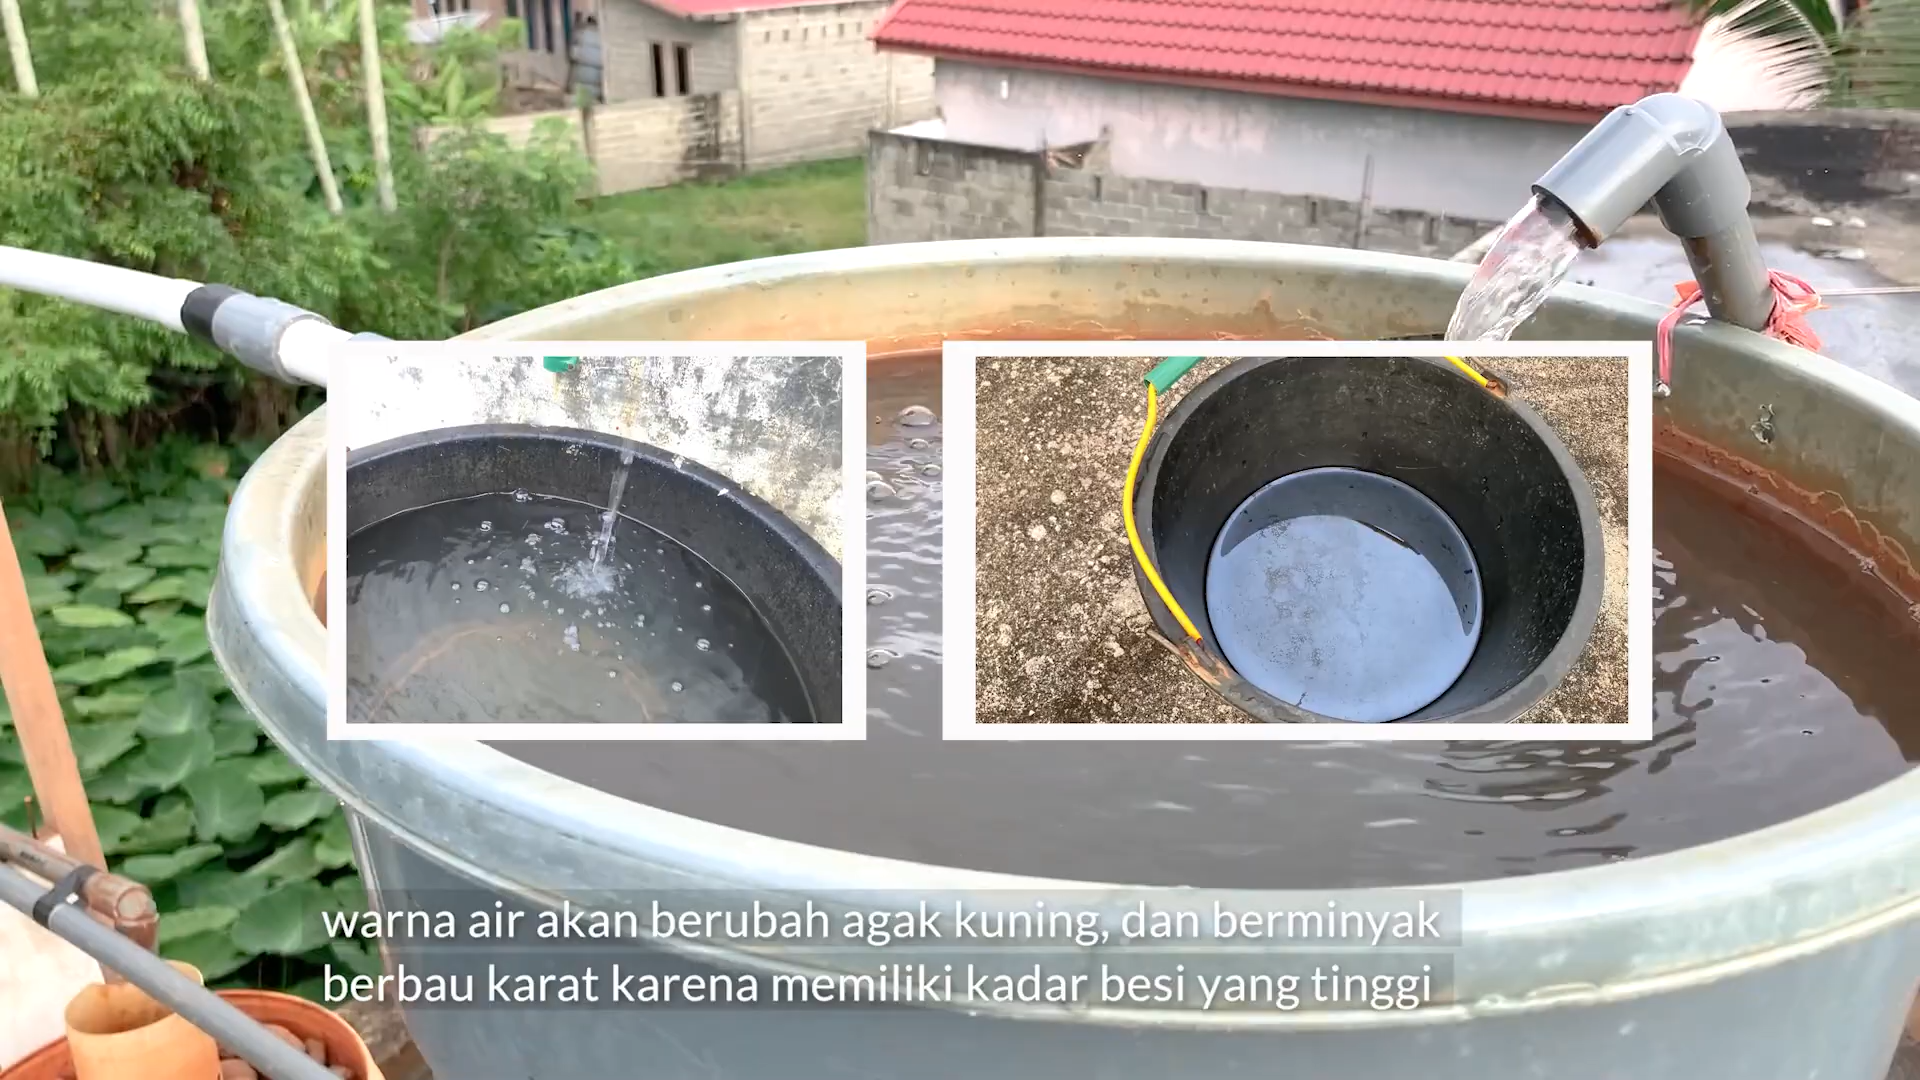 warna air akan berubah agak kuning, dan berminyak
berbau karat karena memiliki kadar besi yang tinggi